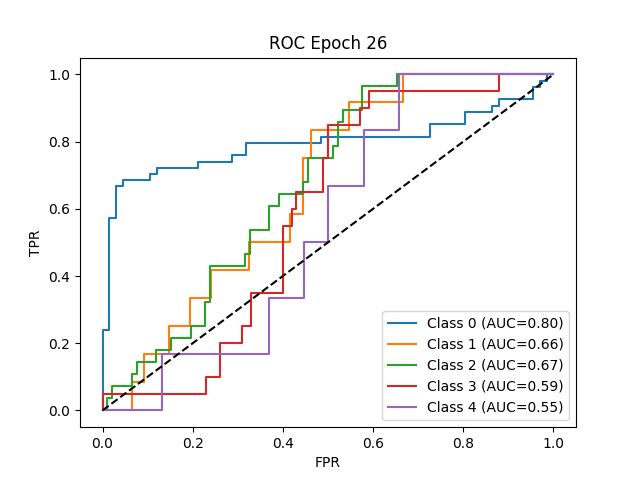 ROC Epoch 26
TPR
1.0
0.8
0.6
0.4
0.2
0.0
0.0 0.2 0.4 0.6 0.8 1.0
FPR
Class 0 (AUC=0.80)
Class 1 (AUC=0.66)
Class 2 (AUC=0.67)
Class 3 (AUC=0.59)
Class 4 (AUC=0.55)